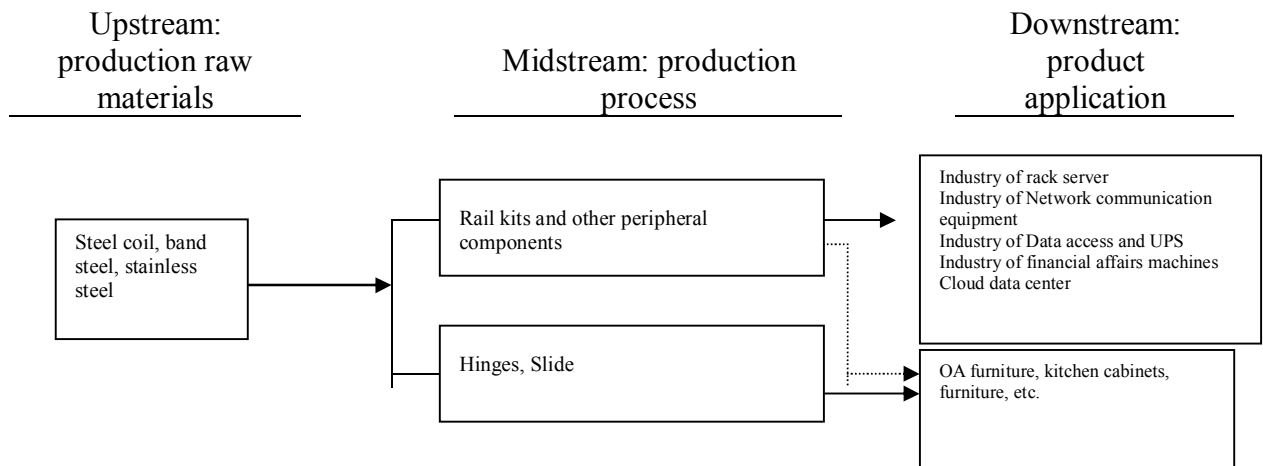 Upstream:
production raw
materials
Midstream: production
process
Downstream:
product
application
Steel coil, band
steel, stainless
steel
Rail kits and other peripheral
components
Hinges, Slide
Industry of rack server
Industry of Network communication
equipment
Industry of Data access and UPS
Industry of financial affairs machines
Cloud data center
OA furniture, kitchen cabinets,
furniture, etc.